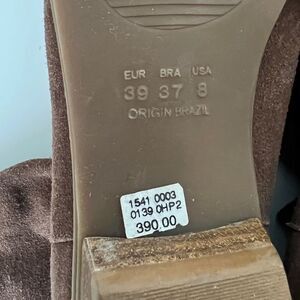 EUR BRA USA
39 37 8
ORIGIN BRAZIL
1541 0003
0139 0HP2
390.00